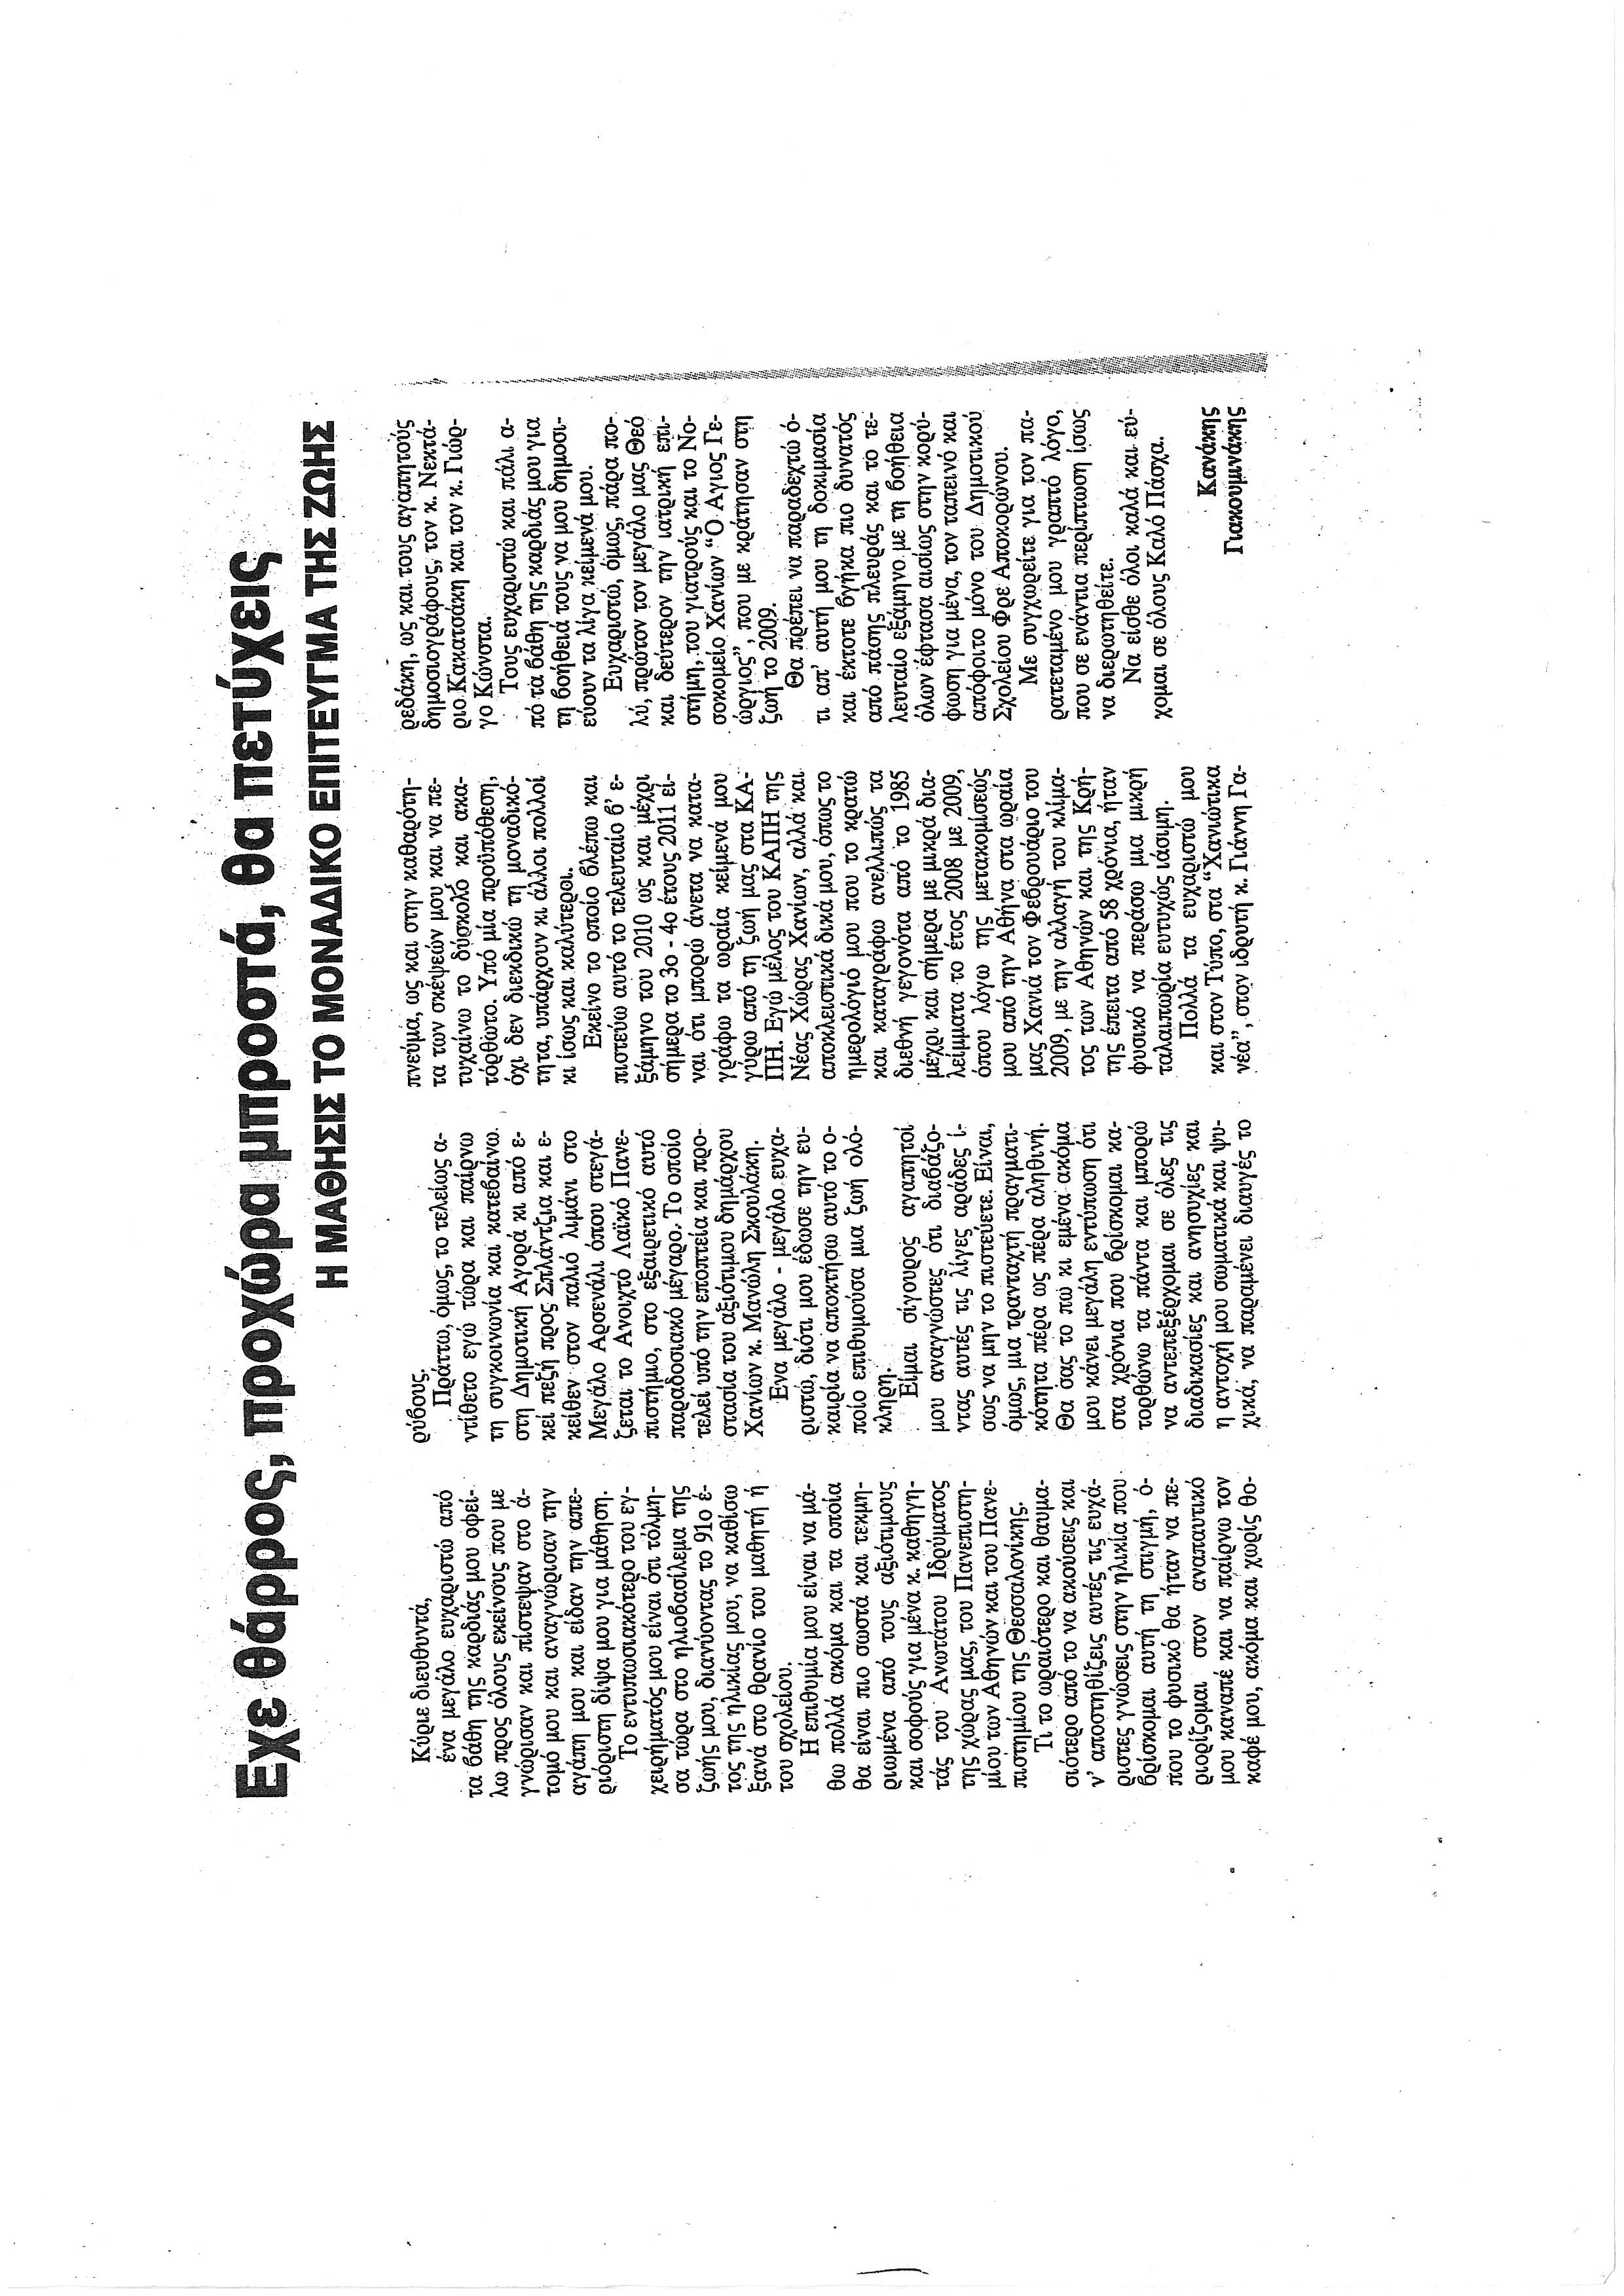 Εχε θάρρος, προχώρα μπροστά, θα πετύχεις
Η ΜΑΘΗΣΙΣ ΤΟ ΜΟΝΑΔΙΚΟ ΕΠΙΤΕΥΓΜΑ ΤΗΣ ΖΩΗΣ
Κύριε διευθυντά,
ένα μεγάλο ευχαριστώ από
τα βάθη της καρδιάς μου οφεί-
λω προς όλους εκείνους που με
γνώρισαν και πίστεψαν στο ά-
τομό μου και αναγνώρισαν την
αγάπη μου και είδαν την απε-
ριόριστη δίψα μου για μάθηση.
Το εντυπωσιακότερο του εγ-
χειρήματός μου είναι ότι τόλμη-
σα τώρα στο ηλιοβασίλεμα της
ζωής μου, διανύοντας το 91ο έ-
τος της ηλικίας μου, να καθίσω
ξανά στο θρανίο του μαθητή ή
του σχολείου.
Η επιθυμία μου είναι να μά-
θω πολλά ακόμα και τα οποία
θα είναι πιο σωστά και τεκμη-
ριωμένα από τους αξιότιμους
και σοφούς για μένα κ. καθηγη-
τάς του Ανωτάτου Ιδρύματος
της χώρας μας, του Πανεπιστη-
μίου των Αθηνών και του Πανε-
πιστημίου της Θεσσαλονίκης.
Τι το ωραιότερο και θαυμα-
σιότερο από το να ακούσεις και
ν' αποστηθίζεις αυτές τις ευχά-
ριστες γνώσεις στην ηλικία που
βρίσκομαι αυτή τη στιγμή, ό-
που το φυσικό θα ήταν να πε-
ριορίζομαι στον αναπαυτικό
μου καναπέ και να παίρνω τον
καφέ μου, ακόμα και χωρίς θο-
ρύβους.
Πράττω, όμως, το τελείως α-
ντίθετο εγώ τώρα και παίρνω
τη συγκοινωνία και κατεβαίνω
στη Δημοτική Αγορά κι από ε-
κεί πεζή προς Σπλάντζια και ε-
κείθεν στον παλιό λιμάνι στο
Μεγάλο Αρσενάλι όπου στεγά-
ζεται το Ανοιχτό Λαϊκό Πανε-
πιστήμιο, στο εξαιρετικό αυτό
παραδοσιακό μέγαρο. Το οποίο
τελεί υπό την εποπτεία και προ-
στασία του αξιότιμου δημάρχου
Χανίων κ. Μανώλη Σκουλάκη.
Ενα μεγάλο - μεγάλο ευχα-
ριστώ, διότι μου έδωσε την ευ-
καιρία να αποκτήσω αυτό το ο-
ποίο επιθυμούσα μια ζωή ολό-
κληρη.
Είμαι σίγουρος αγαπητοί
μου αναγνώστες ότι διαβάζο-
ντας αυτές τις λίγες αράδες ί-
σως να μην το πιστεύετε. Είναι,
όμως, μια τρανταχτή πραγματι-
κότητα πέρα ως πέρα αληθινή.
Θα σας το πω κι εμένα ακόμα
μου κάνει μεγάλη εντύπωση ότι
στα χρόνια που βρίσκομαι κα-
τορθώνω τα πάντα και μπορώ
να αντεπεξέρχομαι σε όλες τις
διαδικασίες και ανησυχίες και
η αντοχή μου σωματικά και ψυ-
χικά, να παραμένει διαυγές το
πνεύμα, ως και στην καθαρότη-
τα των σκέψεών μου και να πε-
τυχαίνω το δύσκολό και ακα-
τόρθωτο. Υπό μία προϋπόθεση,
όχι δεν διεκδικώ τη μοναδικό-
τητα, υπάρχουν κι άλλοι πολλοί
κι ίσως και καλύτεροι.
Εκείνο το οποίο βλέπω και
πιστεύω αυτό το τελευταίο β' ε-
ξάμηνο του 2010 ως και μέχρι
σήμερα το 3ο - 4ο έτους 2011 εί-
ναι ότι μπορώ άνετα να κατα-
γράφω τα ωραία κείμενά μου
γύρω από τη ζωή μας στα ΚΑ-
ΠΗ. Εγώ μέλος του ΚΑΠΗ της
Νέας Χώρας Χανίων, αλλά και
αποκλειστικά δικά μου, όπως το
ημερολόγιό μου που το κρατώ
και καταγράφω ανελλιπώς τα
διεθνή γεγονότα από το 1985
μέχρι και σήμερα με μικρά δια-
λείμματα το έτος 2008 με 2009,
όπου λόγω της μετακομίσεώς
μου από την Αθήνα στα ωραία
μας Χανιά τον Φεβρουάριο του
2009, με την αλλαγή του κλίμα-
τος των Αθηνών και της Κρή-
της έπειτα από 58 χρόνια, ήταν
φυσικό να περάσω μια μικρή
ταλαιπωρία ευτυχώς ιάσιμη.
Πολλά τα ευχαριστώ μου
και στον Τύπο, στα "Χανιώτικα
νέα", στον ιδρυτή κ. Γιάννη Γα-
ρεδάκη, ως και τους αγαπητούς
δημοσιογράφους, τον κ. Νεκτά-
ριο Κακατσάκη και τον κ. Γιώρ-
γο Κώνστα.
Τους ευχαριστώ και πάλι α-
πό τα βάθη της καρδιάς μου για
τη βοήθειά τους να μου δημοσι-
εύουν τα λίγα κείμενά μου.
Ευχαριστώ, όμως, πάρα πο-
λύ, πρώτον τον μεγάλο μας Θεό
και δεύτερον την ιατρική επι-
στήμη, του γιατρούς και το Νο-
σοκομείο Χανίων "Ο Αγιος Γε-
ώργιος", που με κράτησαν στη
ζωή το 2009.
Θα πρέπει να παραδεχτώ ό-
τι απ' αυτή μου τη δοκιμασία
και έκτοτε βγήκα πιο δυνατός
από πάσης πλευράς και το τε-
λευταίο εξάμηνο με τη βοήθεια
όλων έφτασα αισίως στην κορύ-
φωση για μένα, τον ταπεινό και
απόφοιτο μόνο του Δημοτικού
Σχολείου Φρε Αποκορώνου.
Με συγχωρείτε για τον πα-
ρατεταμένο μου γραπτό λόγο,
που σε ενάντια περίπτωση ίσως
να διερωτηθείτε.
Να είσθε όλοι καλά και εύ-
χομαι σε όλους Καλό Πάσχα.
Κανάκης
Γιακουμινάκης